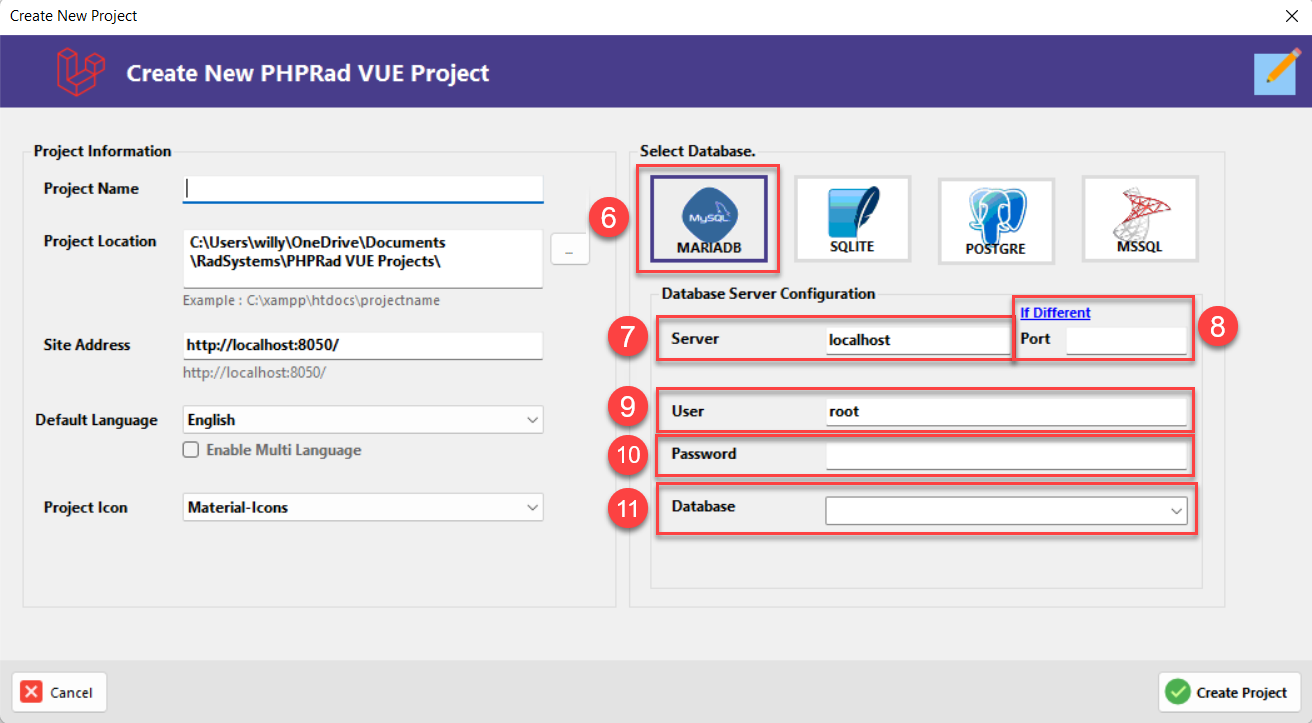 Create New Project
Create New PHPRad VUE Project
Project Information
Project Name
Project Location
C:\Users\willy\OneDrive\Documents
\RadSystems\PHPRad VUE Projects\
...
Example : C:\xampp\htdocs\projectname
Site Address
http://localhost:8050/
http://localhost:8050/
Default Language
English
Enable Multi Language
Project Icon
Material-Icons
Select Database.
6
MySQL
MARIADB
SQLITE
POSTGRE
MSSQL
Database Server Configuration
7
Server
localhost
If Different
Port
8
9
User
root
10
Password
11
Database
Cancel
Create Project